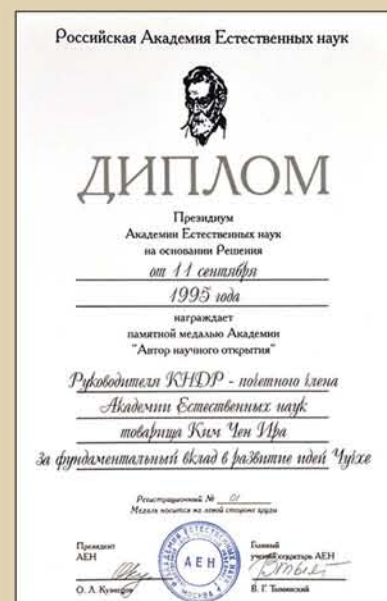 Российская Академия Естественных наук
ДИПЛОМ
Президиум
Академии Естественных наук
на основании Решения
от 11 сентября
1995 года
награждает
памятной медалью Академии
"Автор научного открытия"
Руководителя КНДР - почетного члена
Академии Естественных наук
товарища Ким Чен Ира
за фундаментальный вклад в развитие идей Чучхе
Регистрационный № 01
Медаль носится на левой стороне груди
Президент
АЕН
О. Л. Кузнецов
АЕН
МОСКВА
Главный
ученый секретарь АЕН
В. Г. Тыминский